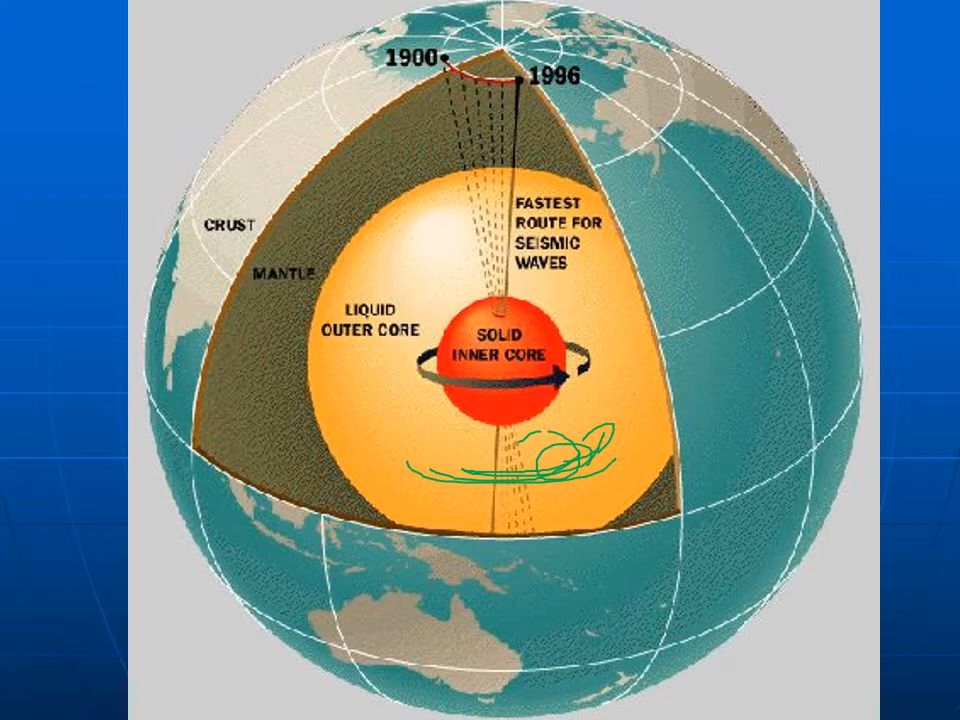 1900
1996
FASTEST
ROUTE FOR
SEISMIC
WAVES
CRUST
MANTLE
LIQUID
OUTER CORE
SOLID
INNER CORE